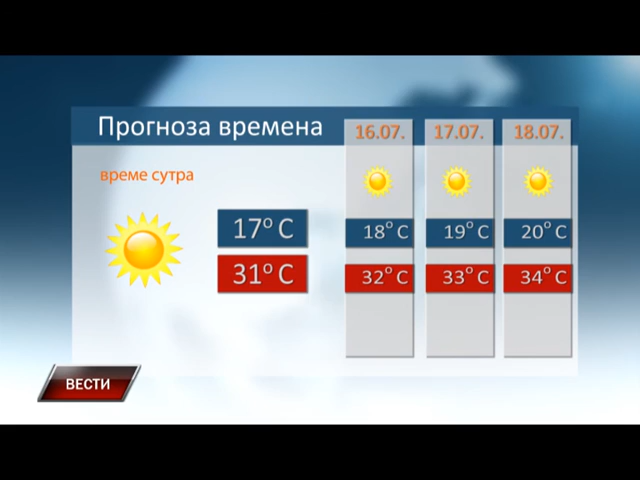 Прогноза времена
време сутра
17° C
31° C
16.07.
18° C
32° C
17.07.
19° C
33° C
18.07.
20° C
34° C
ВЕСТИ